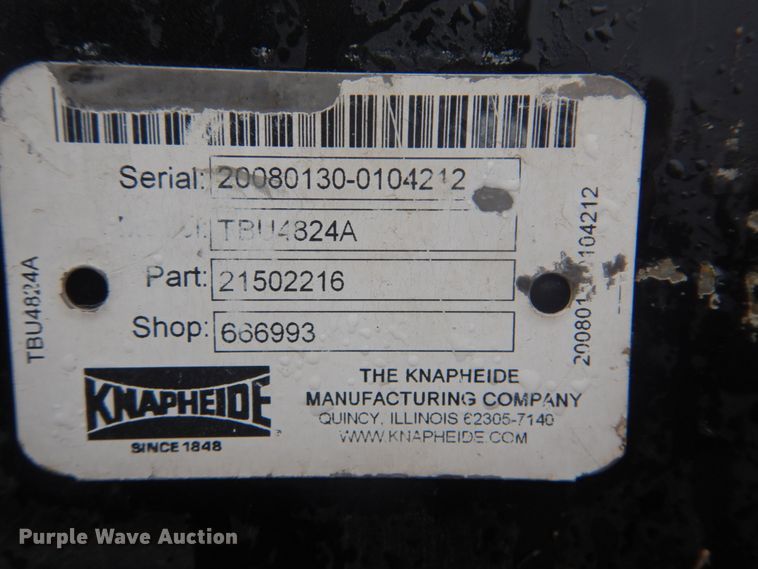 Serial: 20080130-0104212
TBU4824A
Part: 21502216
Shop: 666993
KNAPHEIDE
SINCE 1848
THE KNAPHEIDE
MANUFACTURING COMPANY
QUINCY, ILLINOIS 62305-7140
WWW.KNAPHEIDE.COM
TBU4824A
200801 0104212
Purple Wave Auction